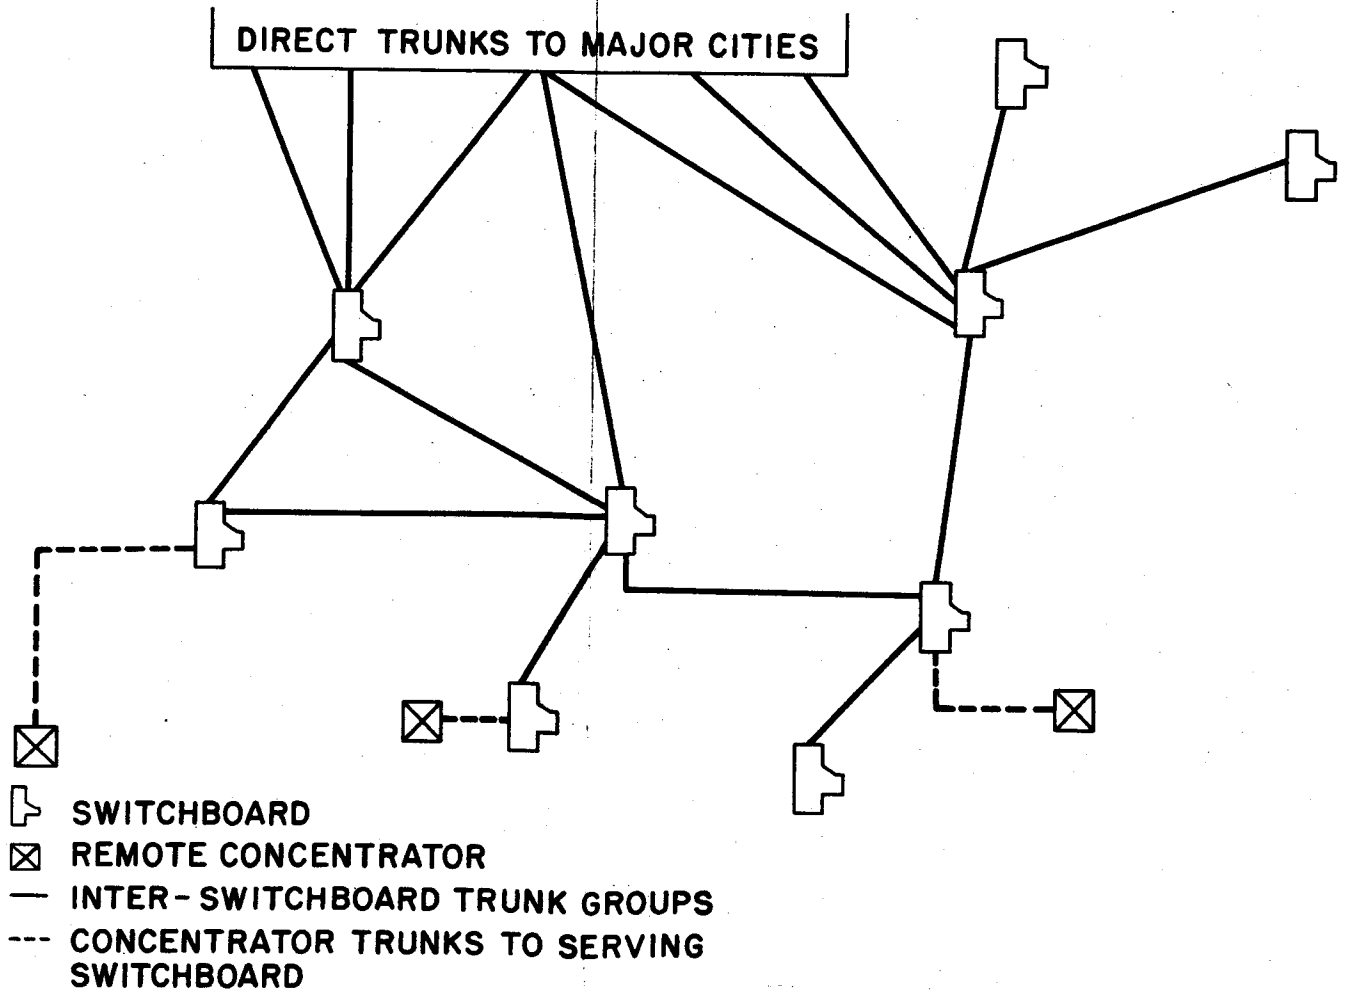 DIRECT TRUNKS TO MAJOR CITIES
SWITCHBOARD
REMOTE CONCENTRATOR
INTER-SWITCHBOARD TRUNK GROUPS
CONCENTRATOR TRUNKS TO SERVING
SWITCHBOARD